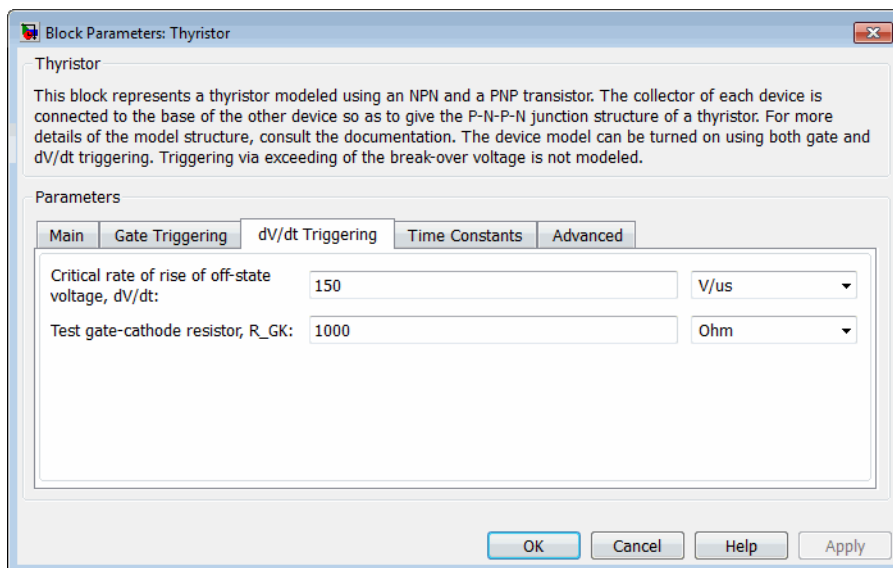 Block Parameters: Thyristor
Thyristor
This block represents a thyristor modeled using an NPN and a PNP transistor. The collector of each device is
connected to the base of the other device so as to give the P-N-P-N junction structure of a thyristor. For more
details of the model structure, consult the documentation. The device model can be turned on using both gate and
dV/dt triggering. Triggering via exceeding of the break-over voltage is not modeled.
Parameters
Main Gate Triggering dV/dt Triggering Time Constants Advanced
Critical rate of rise of off-state
voltage, dV/dt: 150 V/us
Test gate-cathode resistor, R_GK: 1000 Ohm
OK Cancel Help Apply